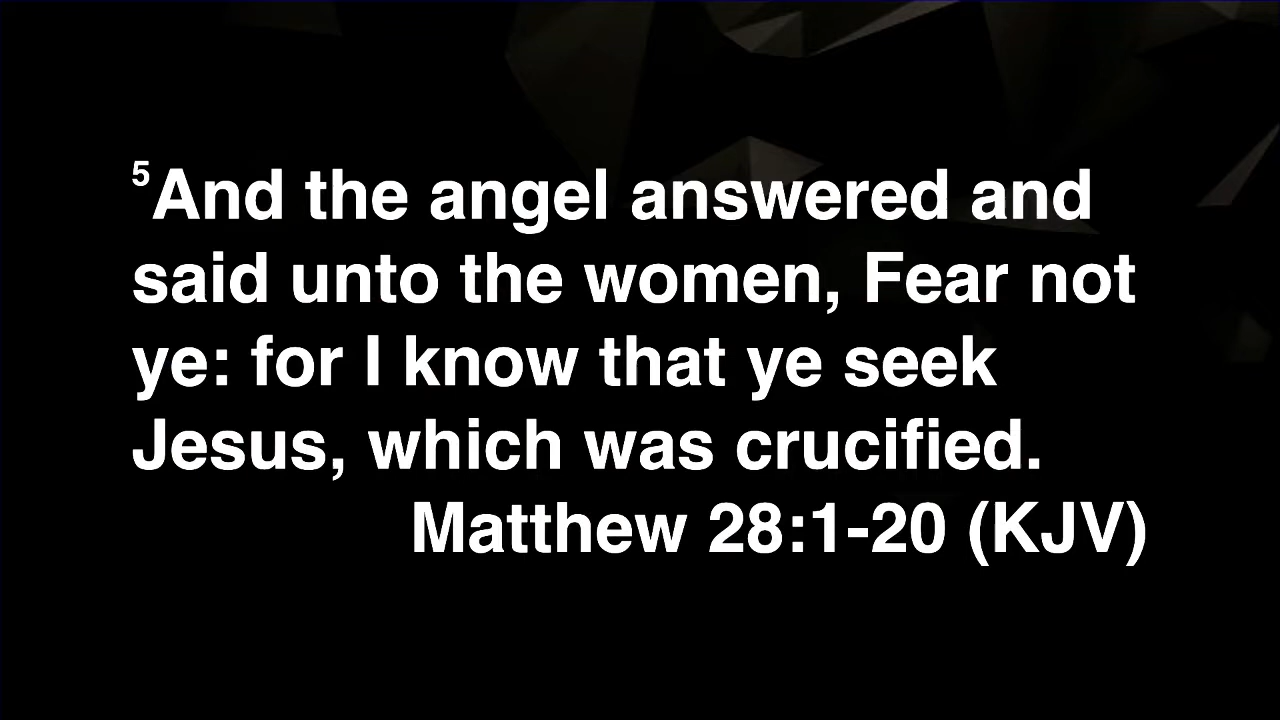 ⁵And the angel answered and
said unto the women, Fear not
ye: for I know that ye seek
Jesus, which was crucified.
Matthew 28:1-20 (KJV)